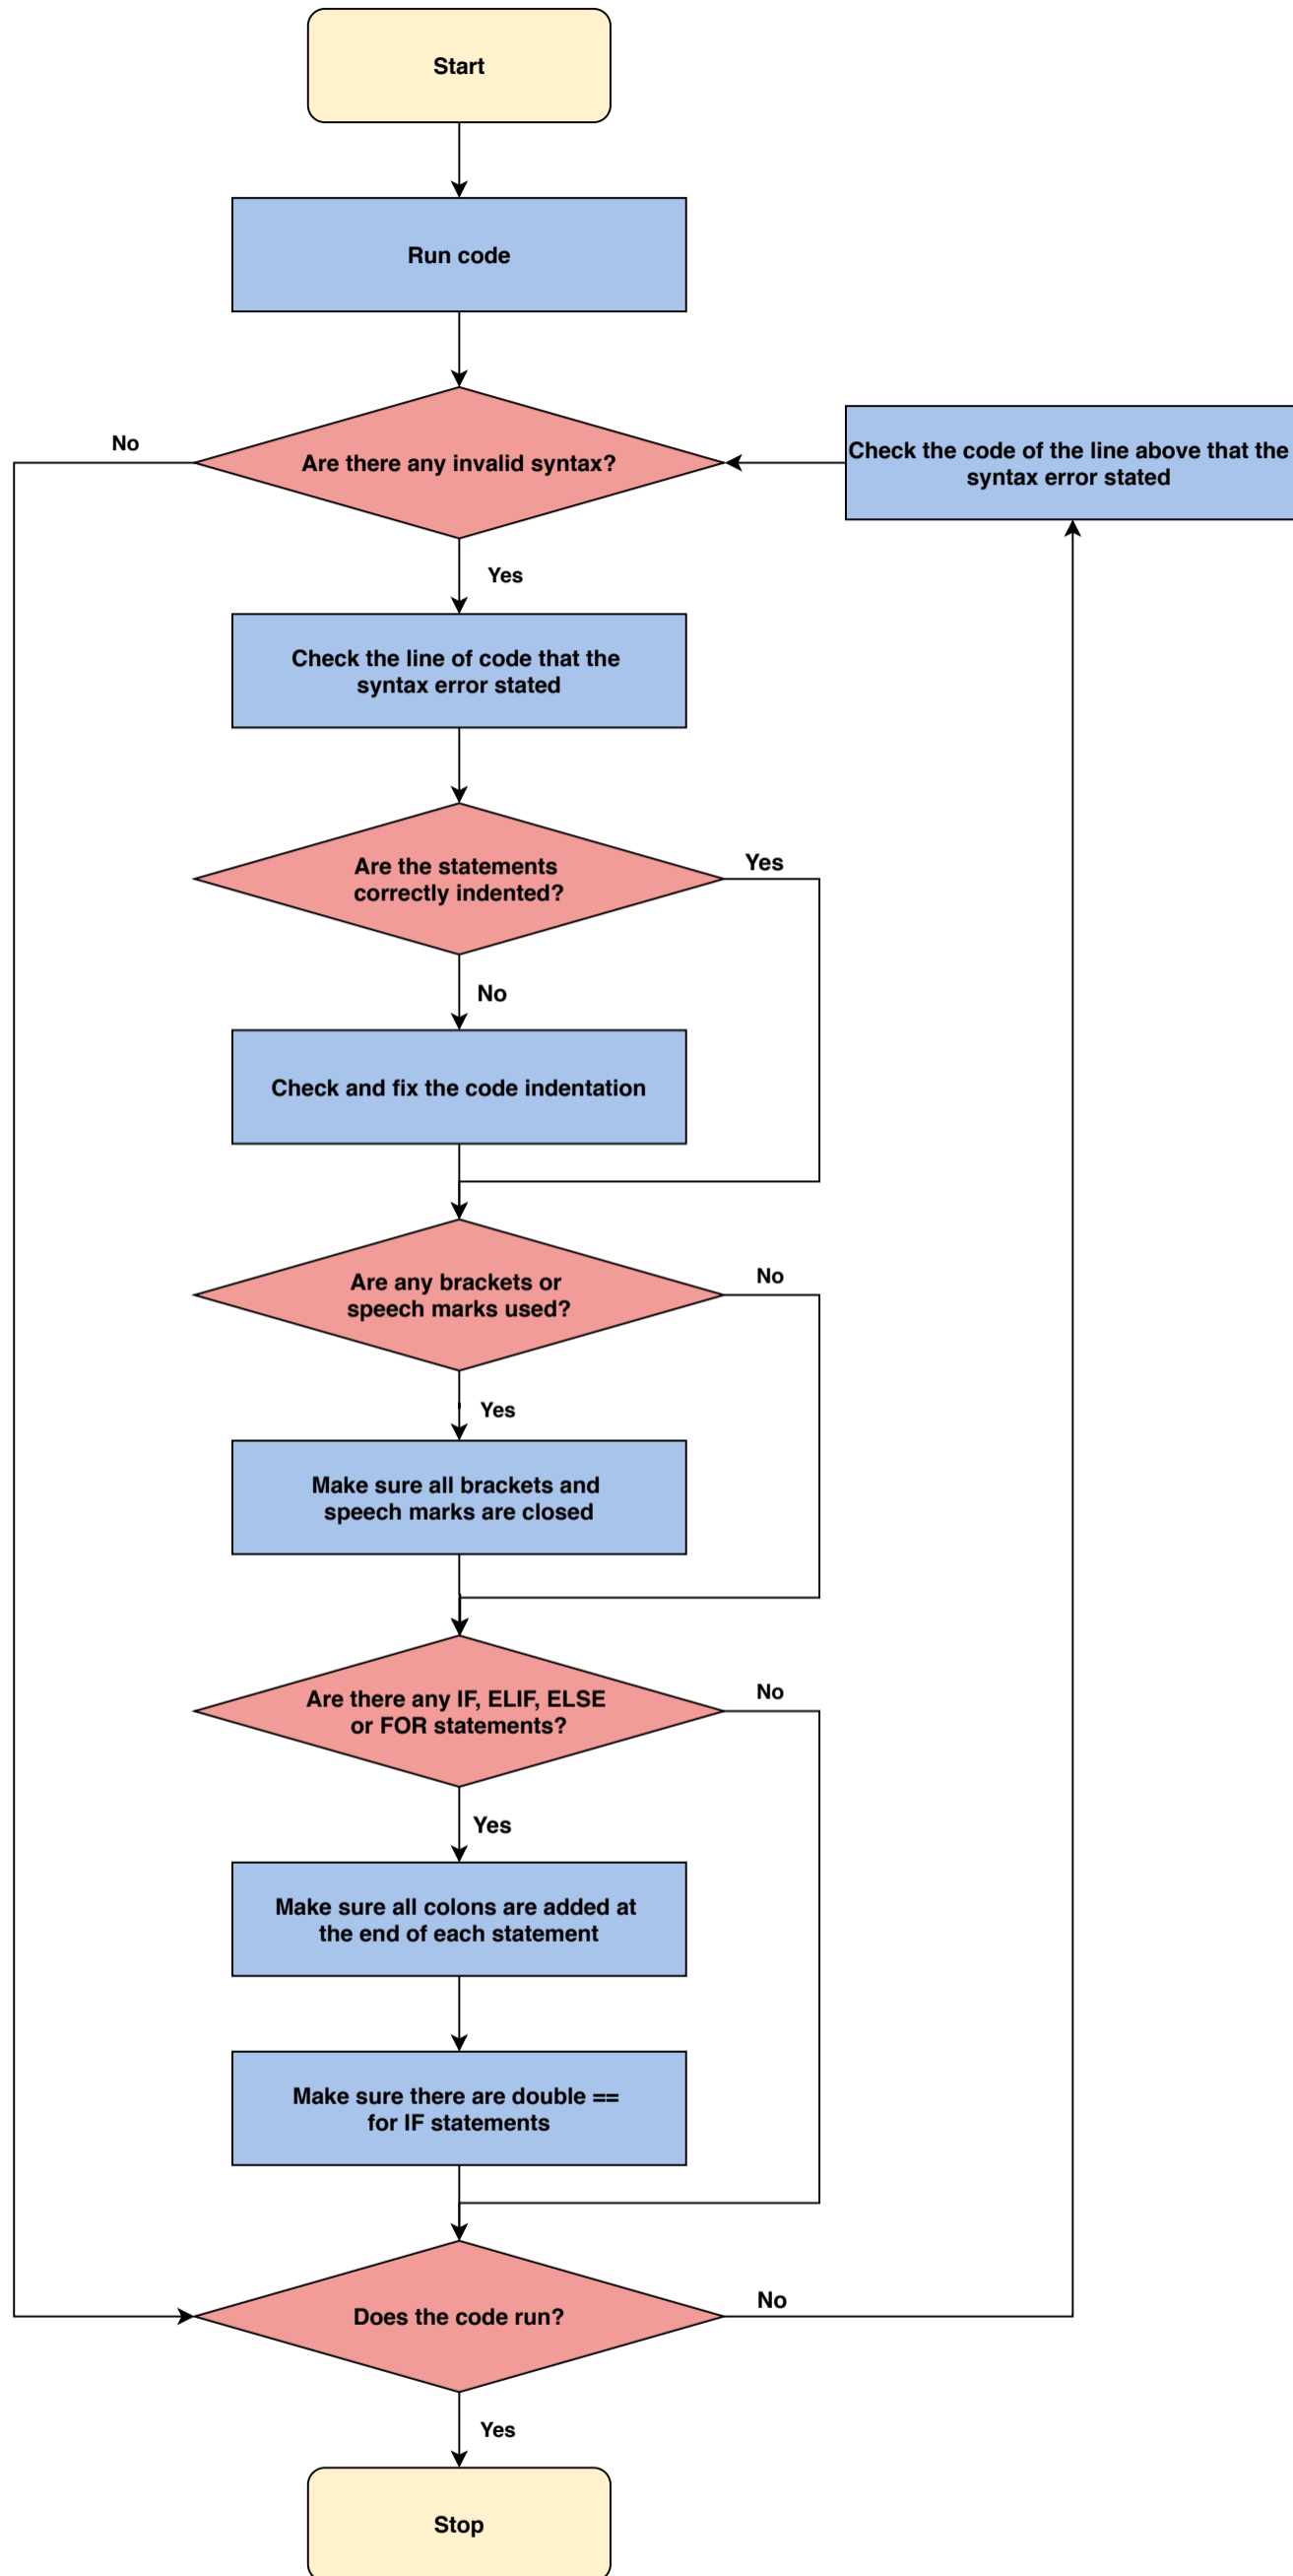 Start
Run code
No
Are there any invalid syntax?
Check the code of the line above that the
syntax error stated
Yes
Check the line of code that the
syntax error stated
Are the statements
correctly indented?
Yes
No
Check and fix the code indentation
Are any brackets or
speech marks used?
No
Yes
Make sure all brackets and
speech marks are closed
Are there any IF, ELIF, ELSE
or FOR statements?
No
Yes
Make sure all colons are added at
the end of each statement
Make sure there are double ==
for IF statements
Does the code run?
No
Yes
Stop